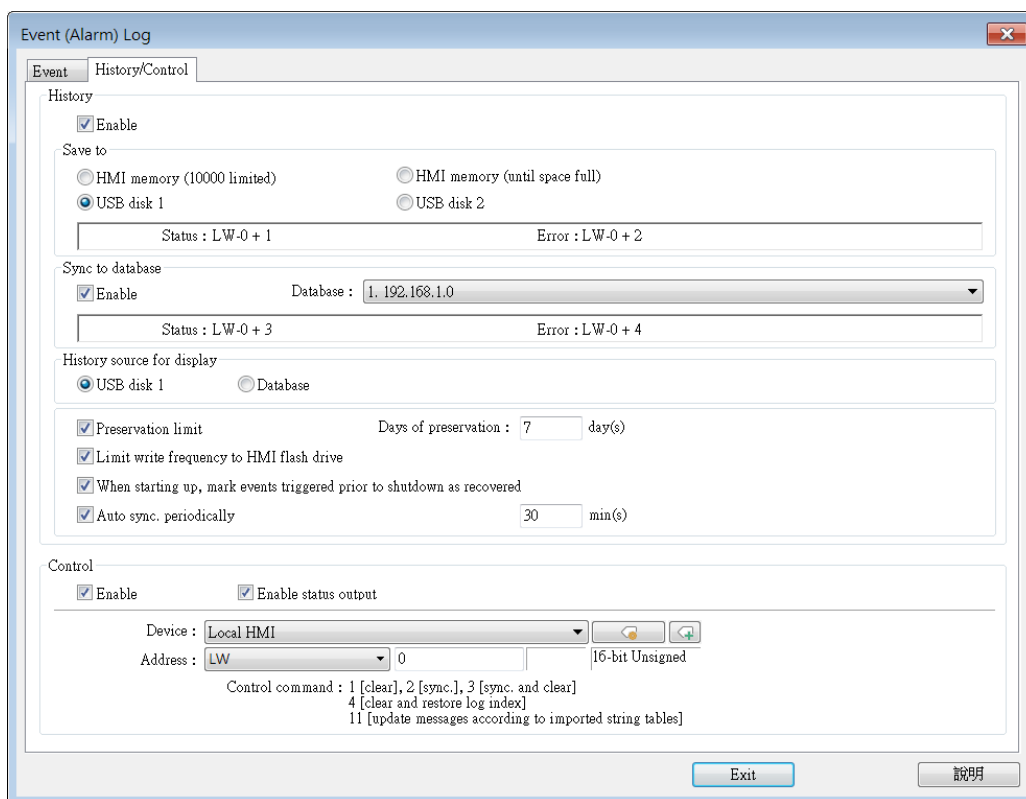 Event (Alarm) Log
Event History/Control
History
Enable
Save to
HMI memory (10000 limited) HMI memory (until space full)
USB disk 1 USB disk 2
Status : LW-0 + 1 Error : LW-0 + 2
Sync to database
Enable Database : 1. 192.168.1.0
Status : LW-0 + 3 Error : LW-0 + 4
History source for display
USB disk 1 Database
Preservation limit Days of preservation : 7 day(s)
Limit write frequency to HMI flash drive
When starting up, mark events triggered prior to shutdown as recovered
Auto sync. periodically 30 min(s)
Control
Enable Enable status output
Device : Local HMI
Address : LW 0 16-bit Unsigned
Control command : 1 [clear], 2 [sync.], 3 [sync. and clear]
4 [clear and restore log index]
11 [update messages according to imported string tables]
Exit 說明